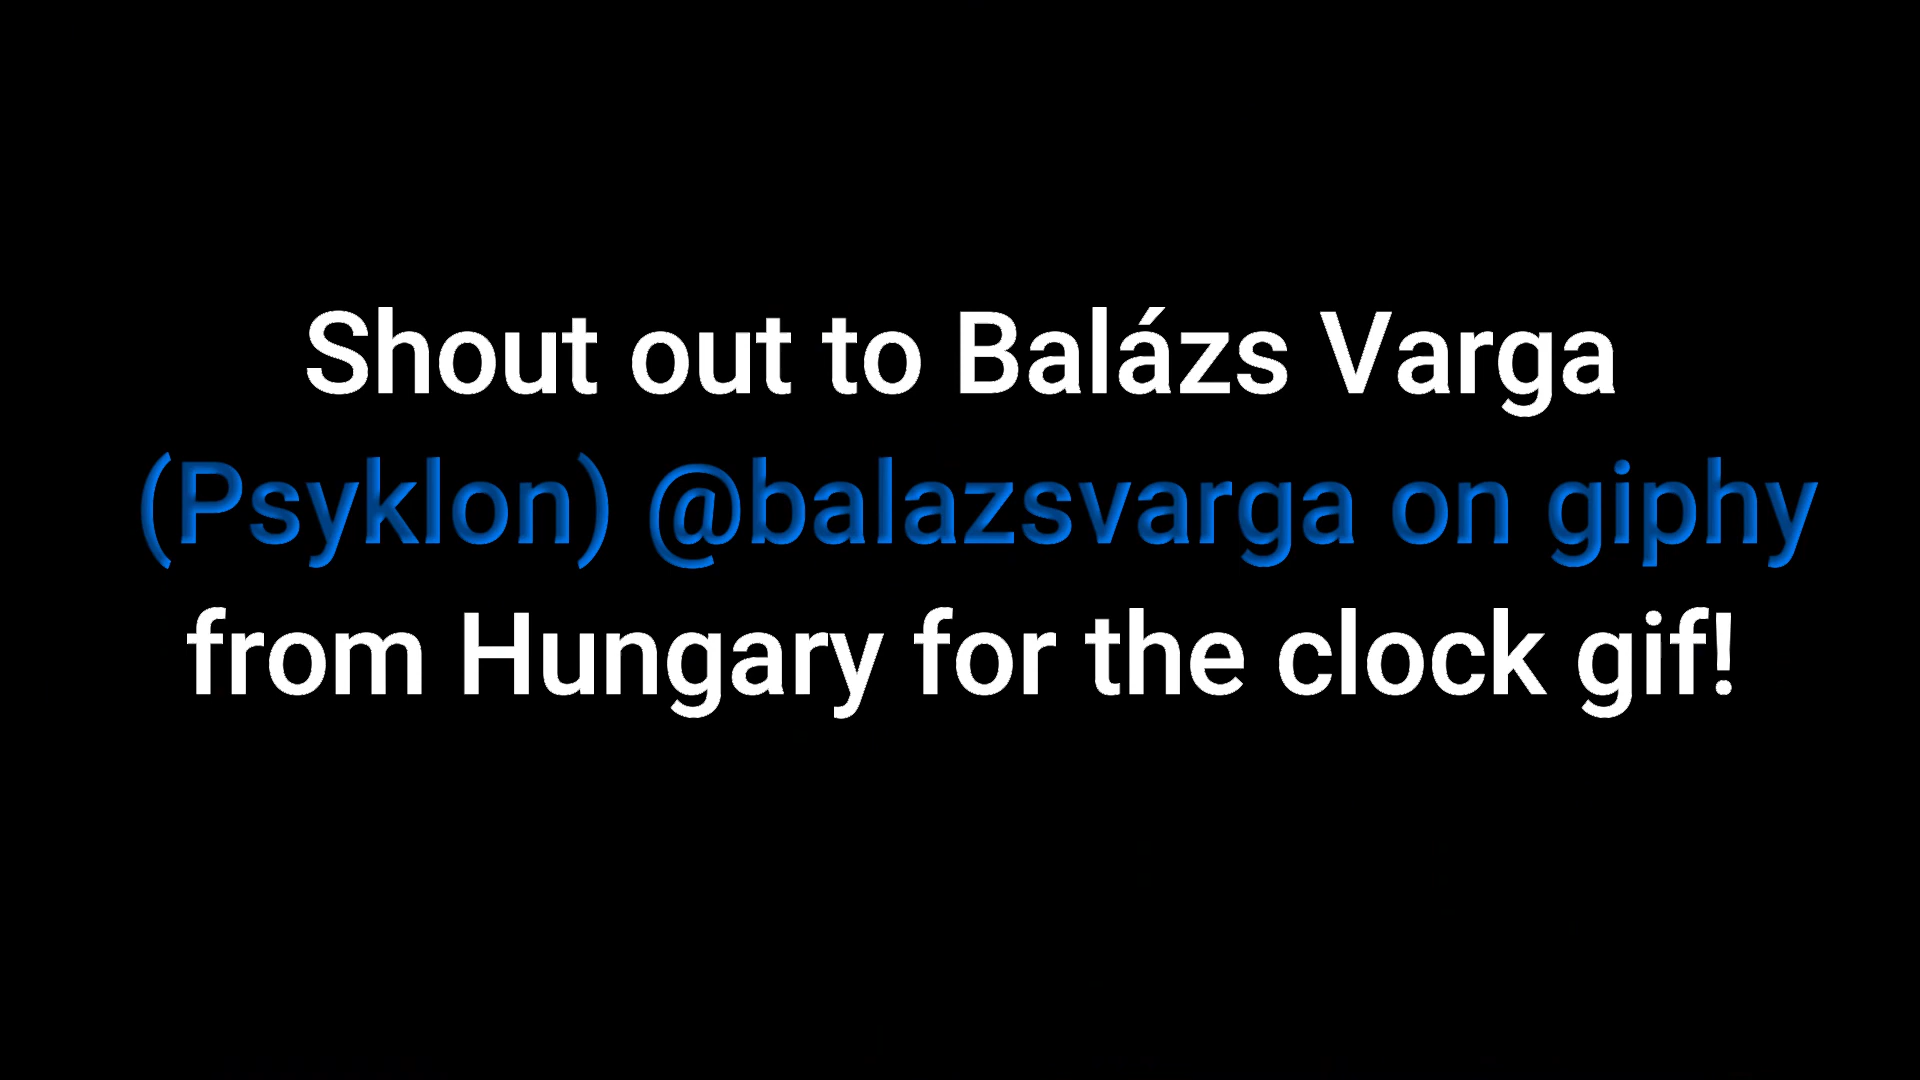 Shout out to Balázs Varga
(Psyklon) @balazsvarga on giphy
from Hungary for the clock gif!